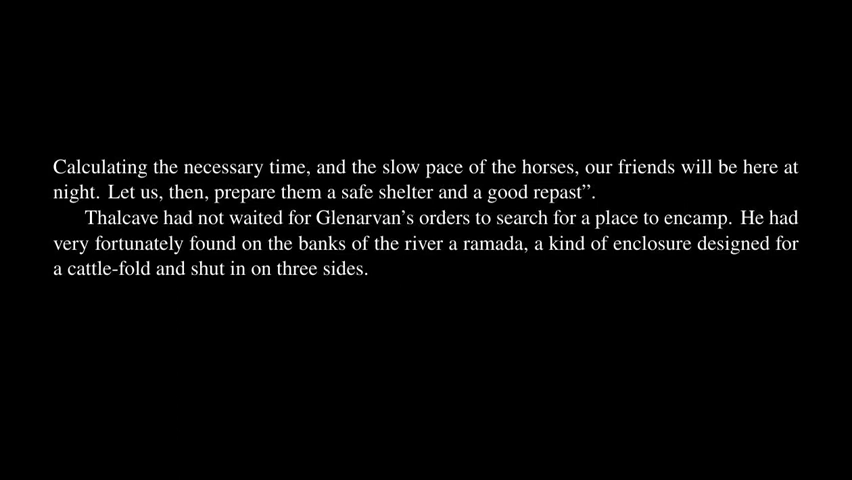 Calculating the necessary time, and the slow pace of the horses, our friends will be here at
night. Let us, then, prepare them a safe shelter and a good repast”.
Thalcave had not waited for Glenarvan’s orders to search for a place to encamp. He had
very fortunately found on the banks of the river a ramada, a kind of enclosure designed for
a cattle-fold and shut in on three sides.